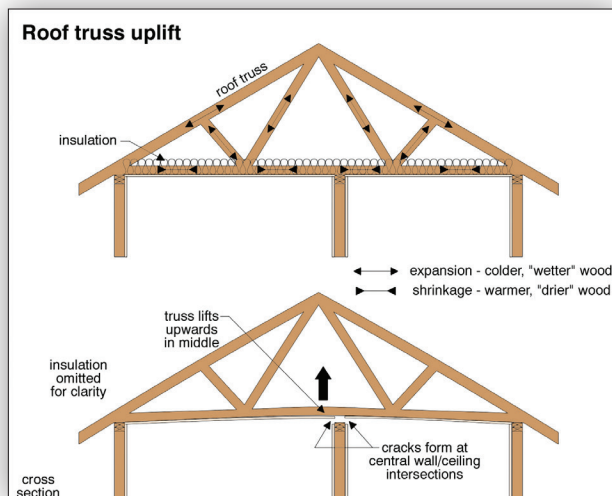 Roof truss uplift
roof truss
insulation
expansion - colder, "wetter" wood
shrinkage - warmer, "drier" wood
truss lifts
upwards
in middle
insulation
omitted
for clarity
cracks form at
central wall/ceiling
intersections
cross
section